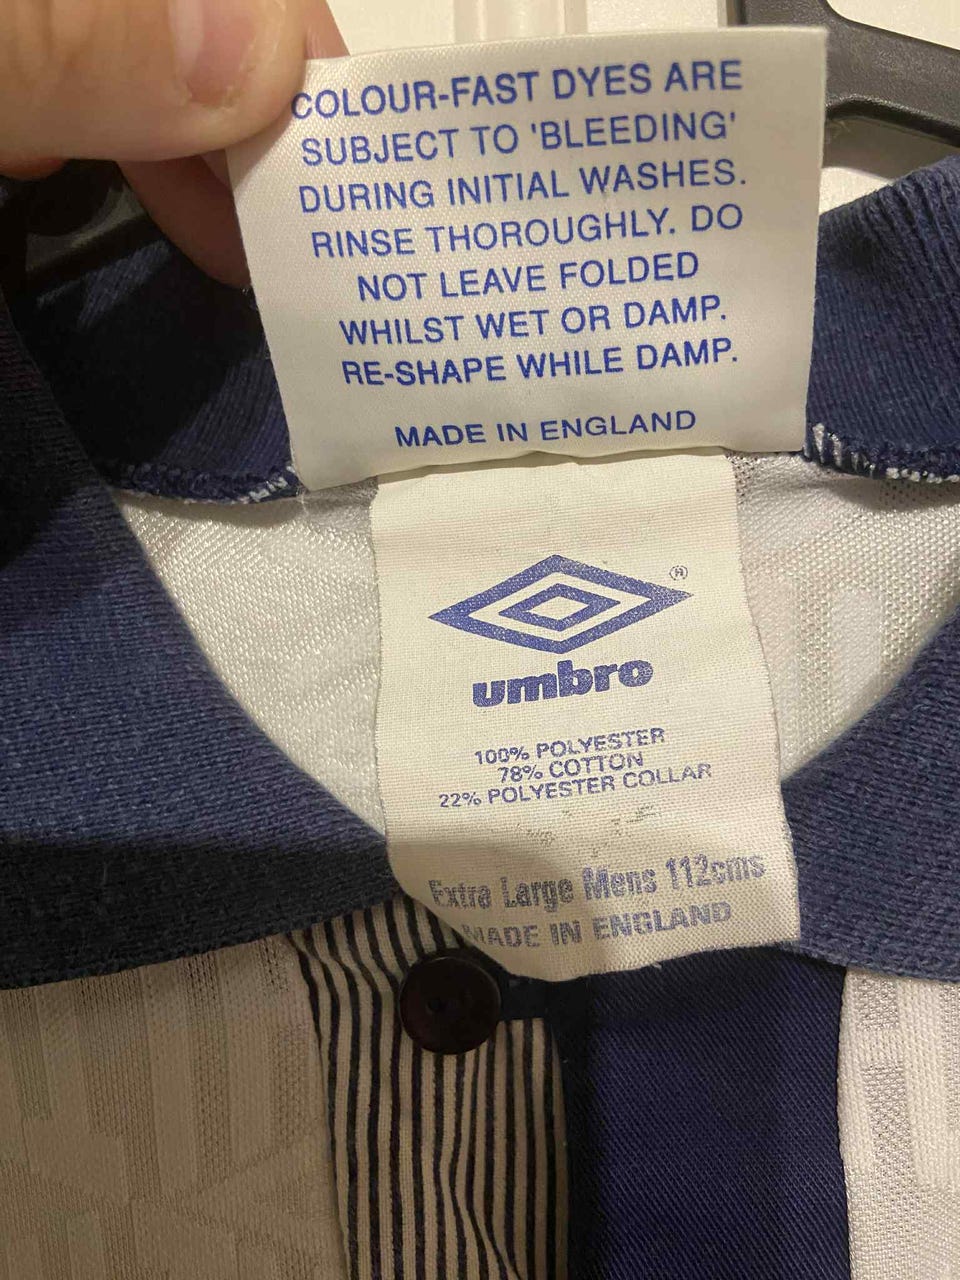 COLOUR-FAST DYES ARE
SUBJECT TO 'BLEEDING'
DURING INITIAL WASHES.
RINSE THOROUGHLY. DO
NOT LEAVE FOLDED
WHILST WET OR DAMP.
RE-SHAPE WHILE DAMP.
MADE IN ENGLAND
®
umbro
100% POLYESTER
78% COTTON
22% POLYESTER COLLAR
Extra Large Mens 112cms
MADE IN ENGLAND